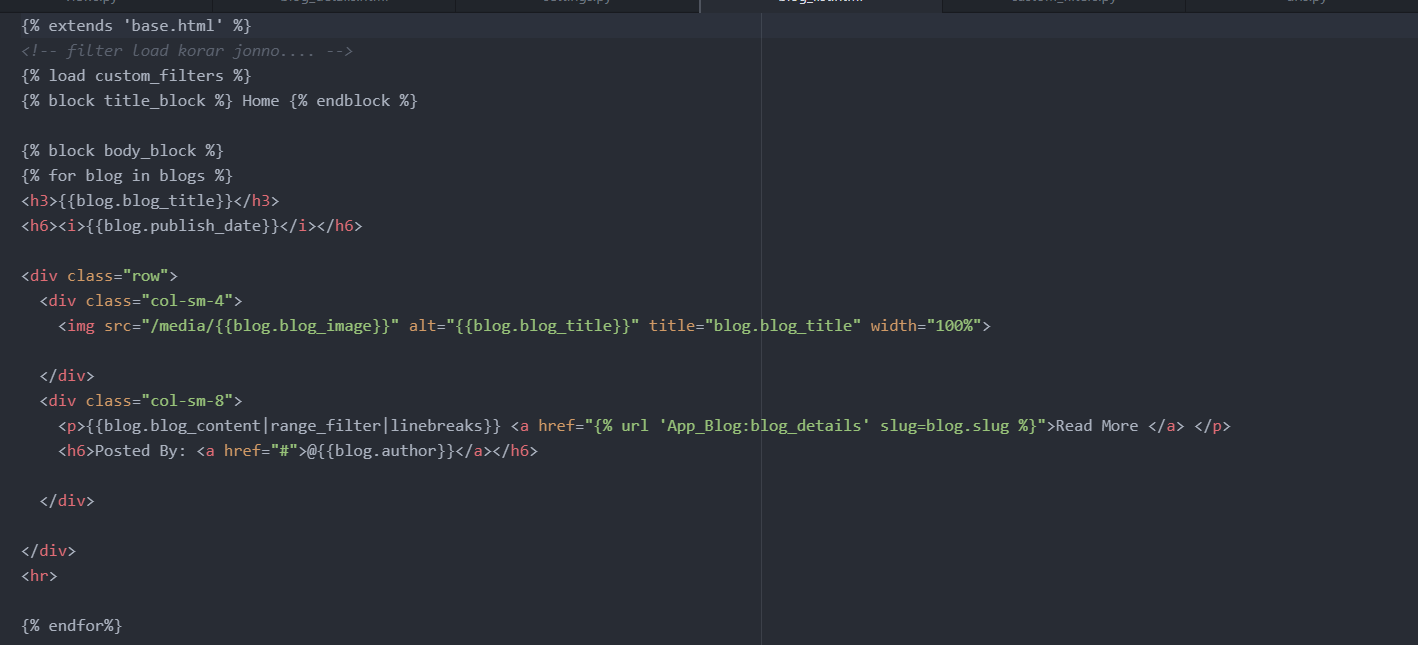 {% extends 'base.html' %}
<!-- filter load korar jonno.... -->
{% load custom_filters %}
{% block title_block %} Home {% endblock %}
{% block body_block %}
{% for blog in blogs %}
<h3>{{blog.blog_title}}</h3>
<h6><i>{{blog.publish_date}}</i></h6>
<div class="row">
<div class="col-sm-4">
<img src="/media/{{blog.blog_image}}" alt="{{blog.blog_title}}" title="blog.blog_title" width="100%">
</div>
<div class="col-sm-8">
<p>{{blog.blog_content|range_filter|linebreaks}} <a href="{% url 'App_Blog:blog_details' slug=blog.slug %}">Read More </a> </p>
<h6>Posted By: <a href="#">@{{blog.author}}</a></h6>
</div>
</div>
<hr>
{% endfor%}